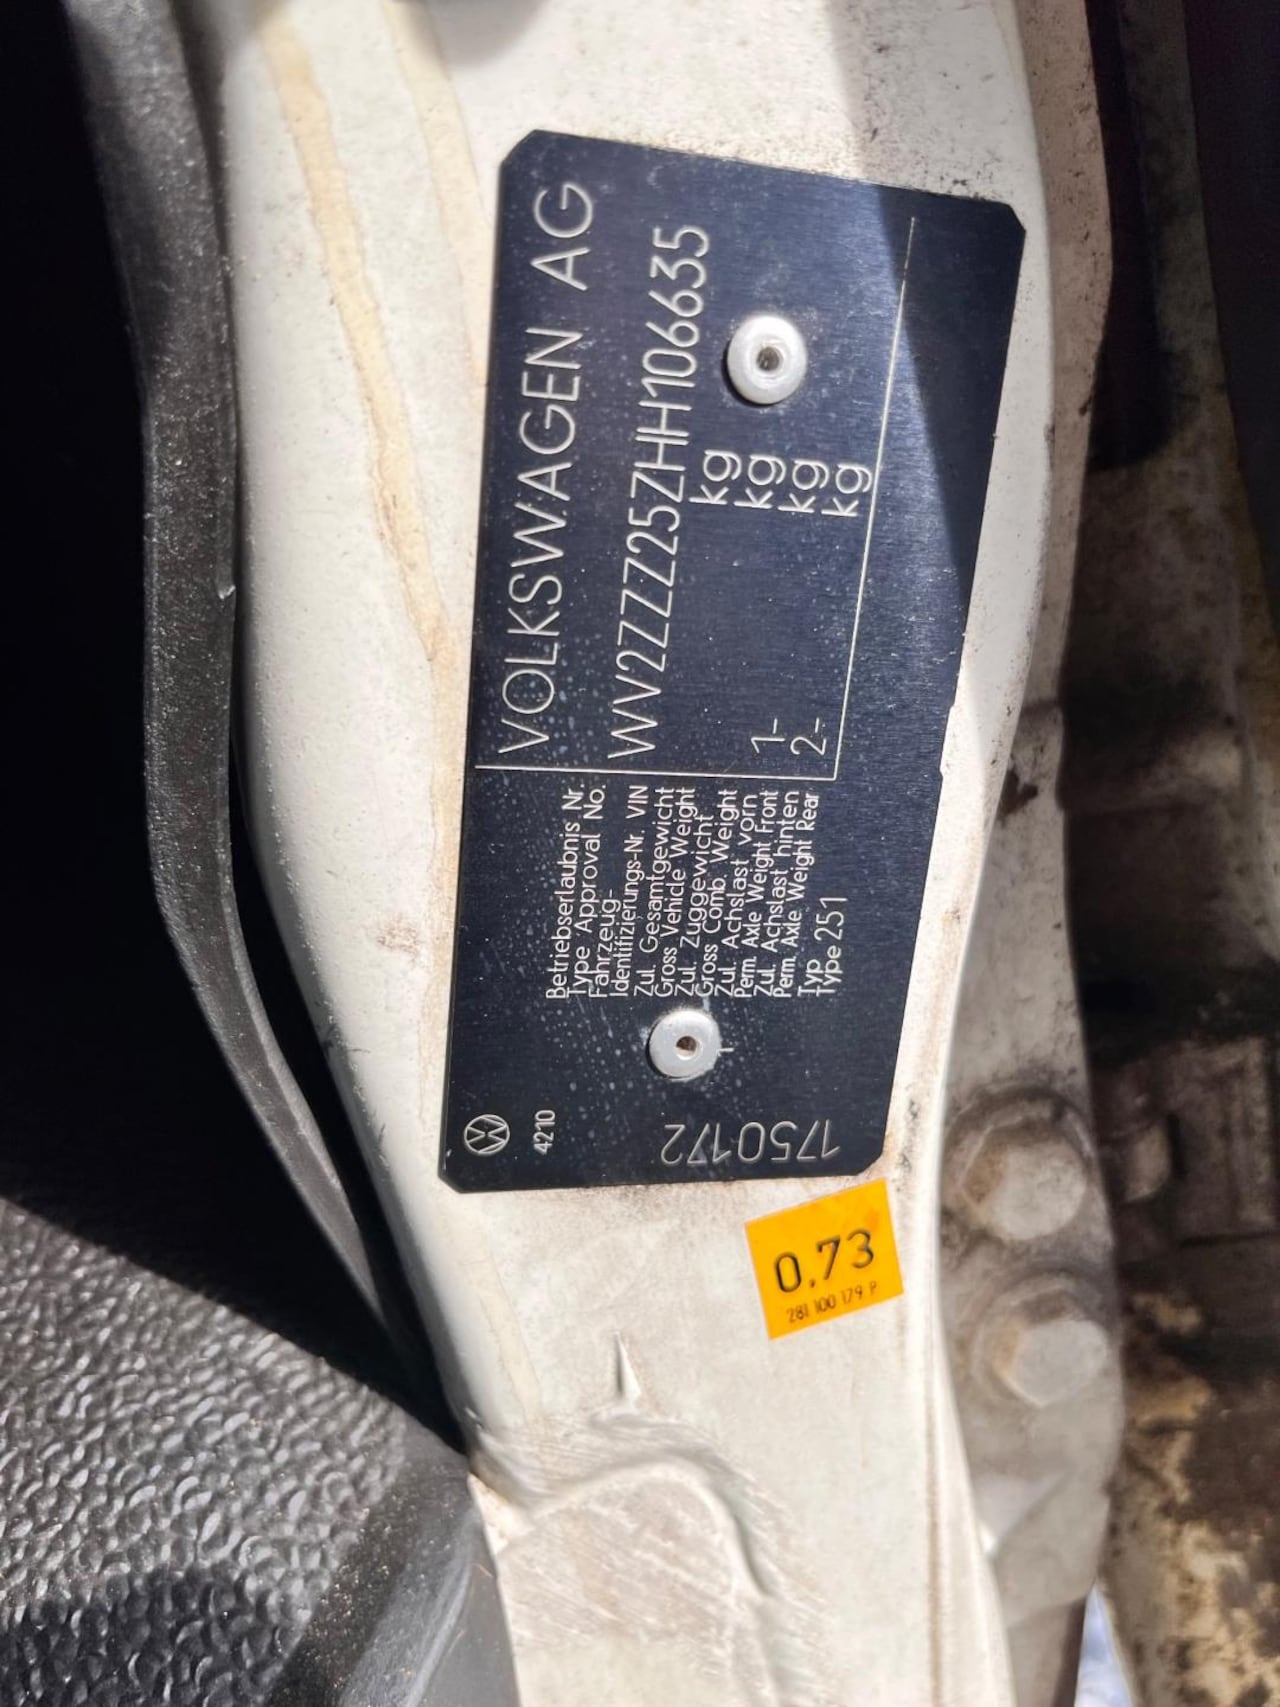 VOLKSWAGEN AG
Betriebserlaubnis Nr.
Type Approval No.
Fahrzeug-
Identifizierungs-Nr. VIN WV2ZZZ25ZHH106635
Zul. Gesamtgewicht
Gross Vehicle Weight kg
Zul. Zuggewicht
Gross Comb Weight kg
Zul. Achslast vorn
Perm. Axle Weight Front 1- kg
Zul. Achslast hinten
Perm. Axle Weight Rear 2- kg
Typ
Type 251
4210
1750172
0.73
281 100 179 P